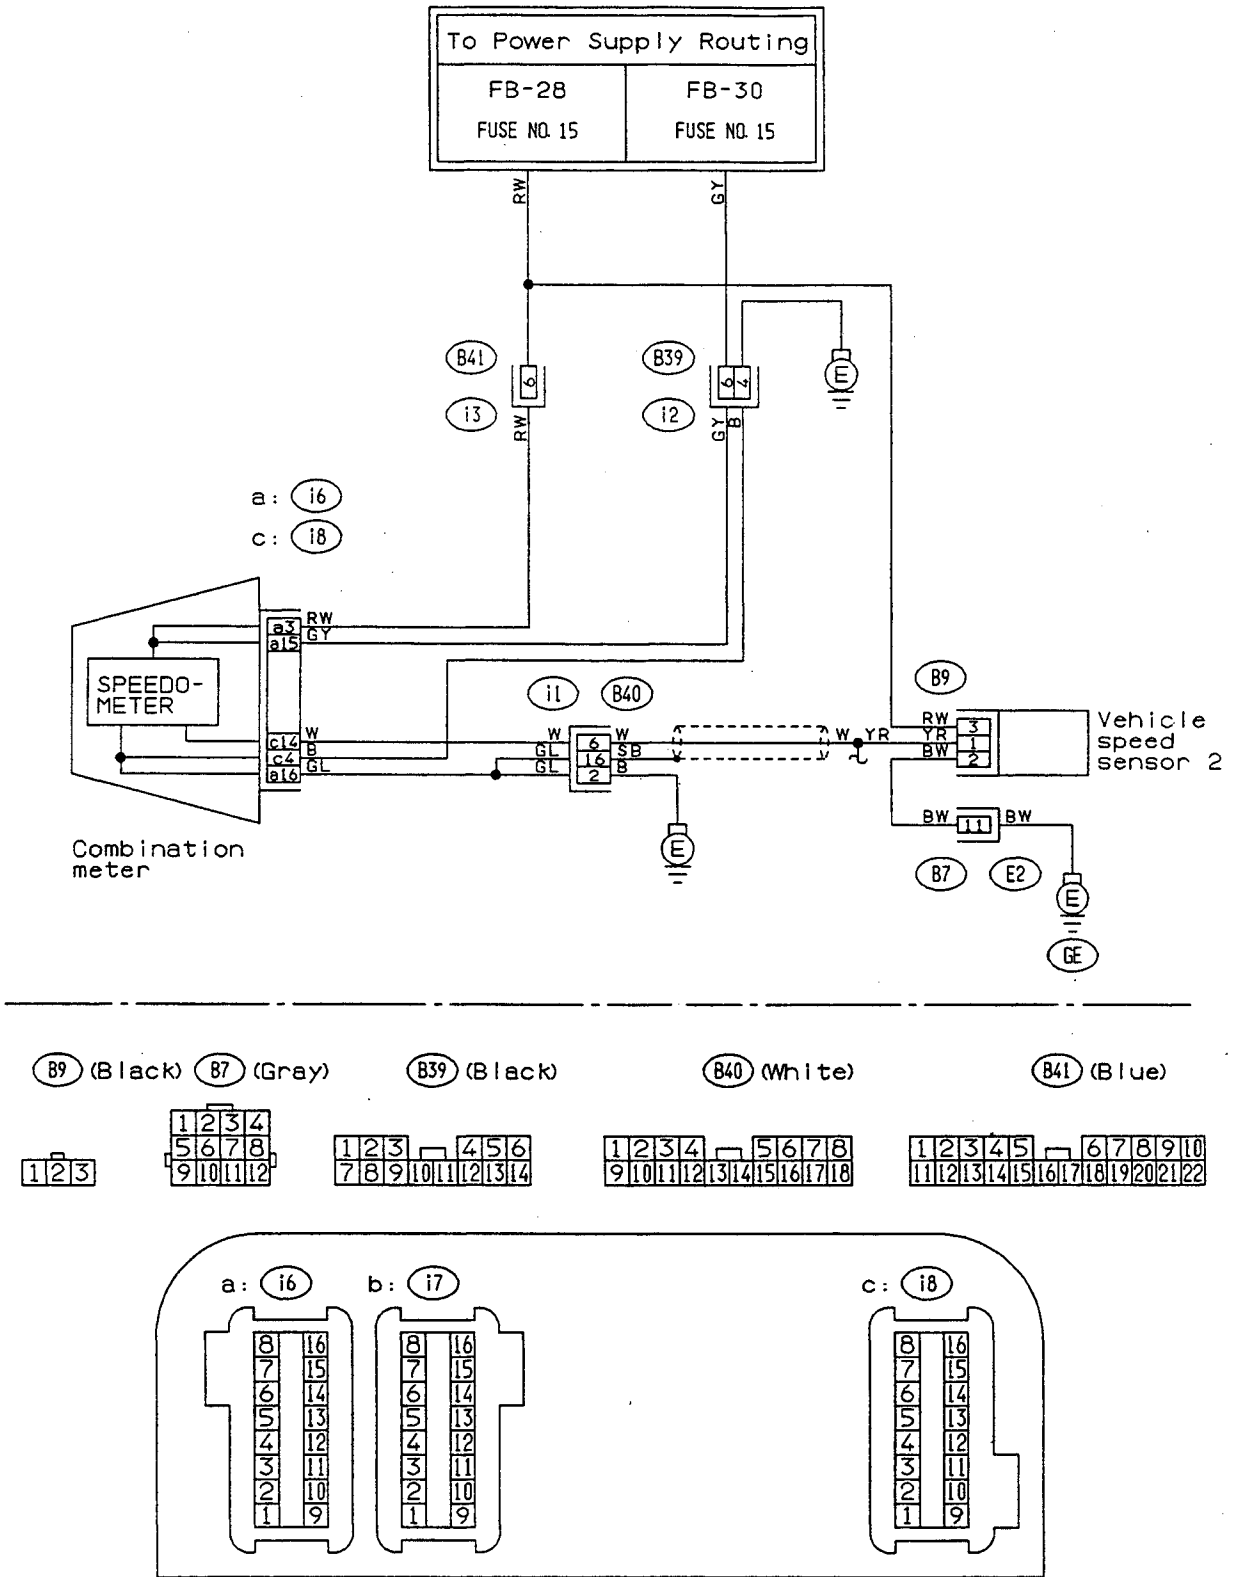 To Power Supply Routing
FB-28 FB-30
FUSE NO. 15 FUSE NO. 15
RW GY
B41 6 B39 6 4 E
i3 RW i2 GY B
a: i6
c: i8
a3 RW
a15 GY
SPEEDO-
METER
i1 B40 B9
c14 W W 6 W W YR RW 3
c4 B GL 16 SB YR 1
a16 GL GL 2 B BW 2
Vehicle
speed
sensor 2
E
BW 11 BW
B7 E2
Combination
meter
E
GE
B9 (Black) B7 (Gray) B39 (Black) B40 (White) B41 (Blue)
1 2 3 4
1 2 3 4 5 6 1 2 3 4 5 6 7 8 1 2 3 4 5 6 7 8 9 10
5 6 7 8
1 2 3 9 10 11 12 7 8 9 10 11 12 13 14 9 10 11 12 13 14 15 16 17 18 11 12 13 14 15 16 17 18 19 20 21 22
a: i6 b: i7 c: i8
8 16 8 16 8 16
7 15 7 15 7 15
6 14 6 14 6 14
5 13 5 13 5 13
4 12 4 12 4 12
3 11 3 11 3 11
2 10 2 10 2 10
1 9 1 9 1 9